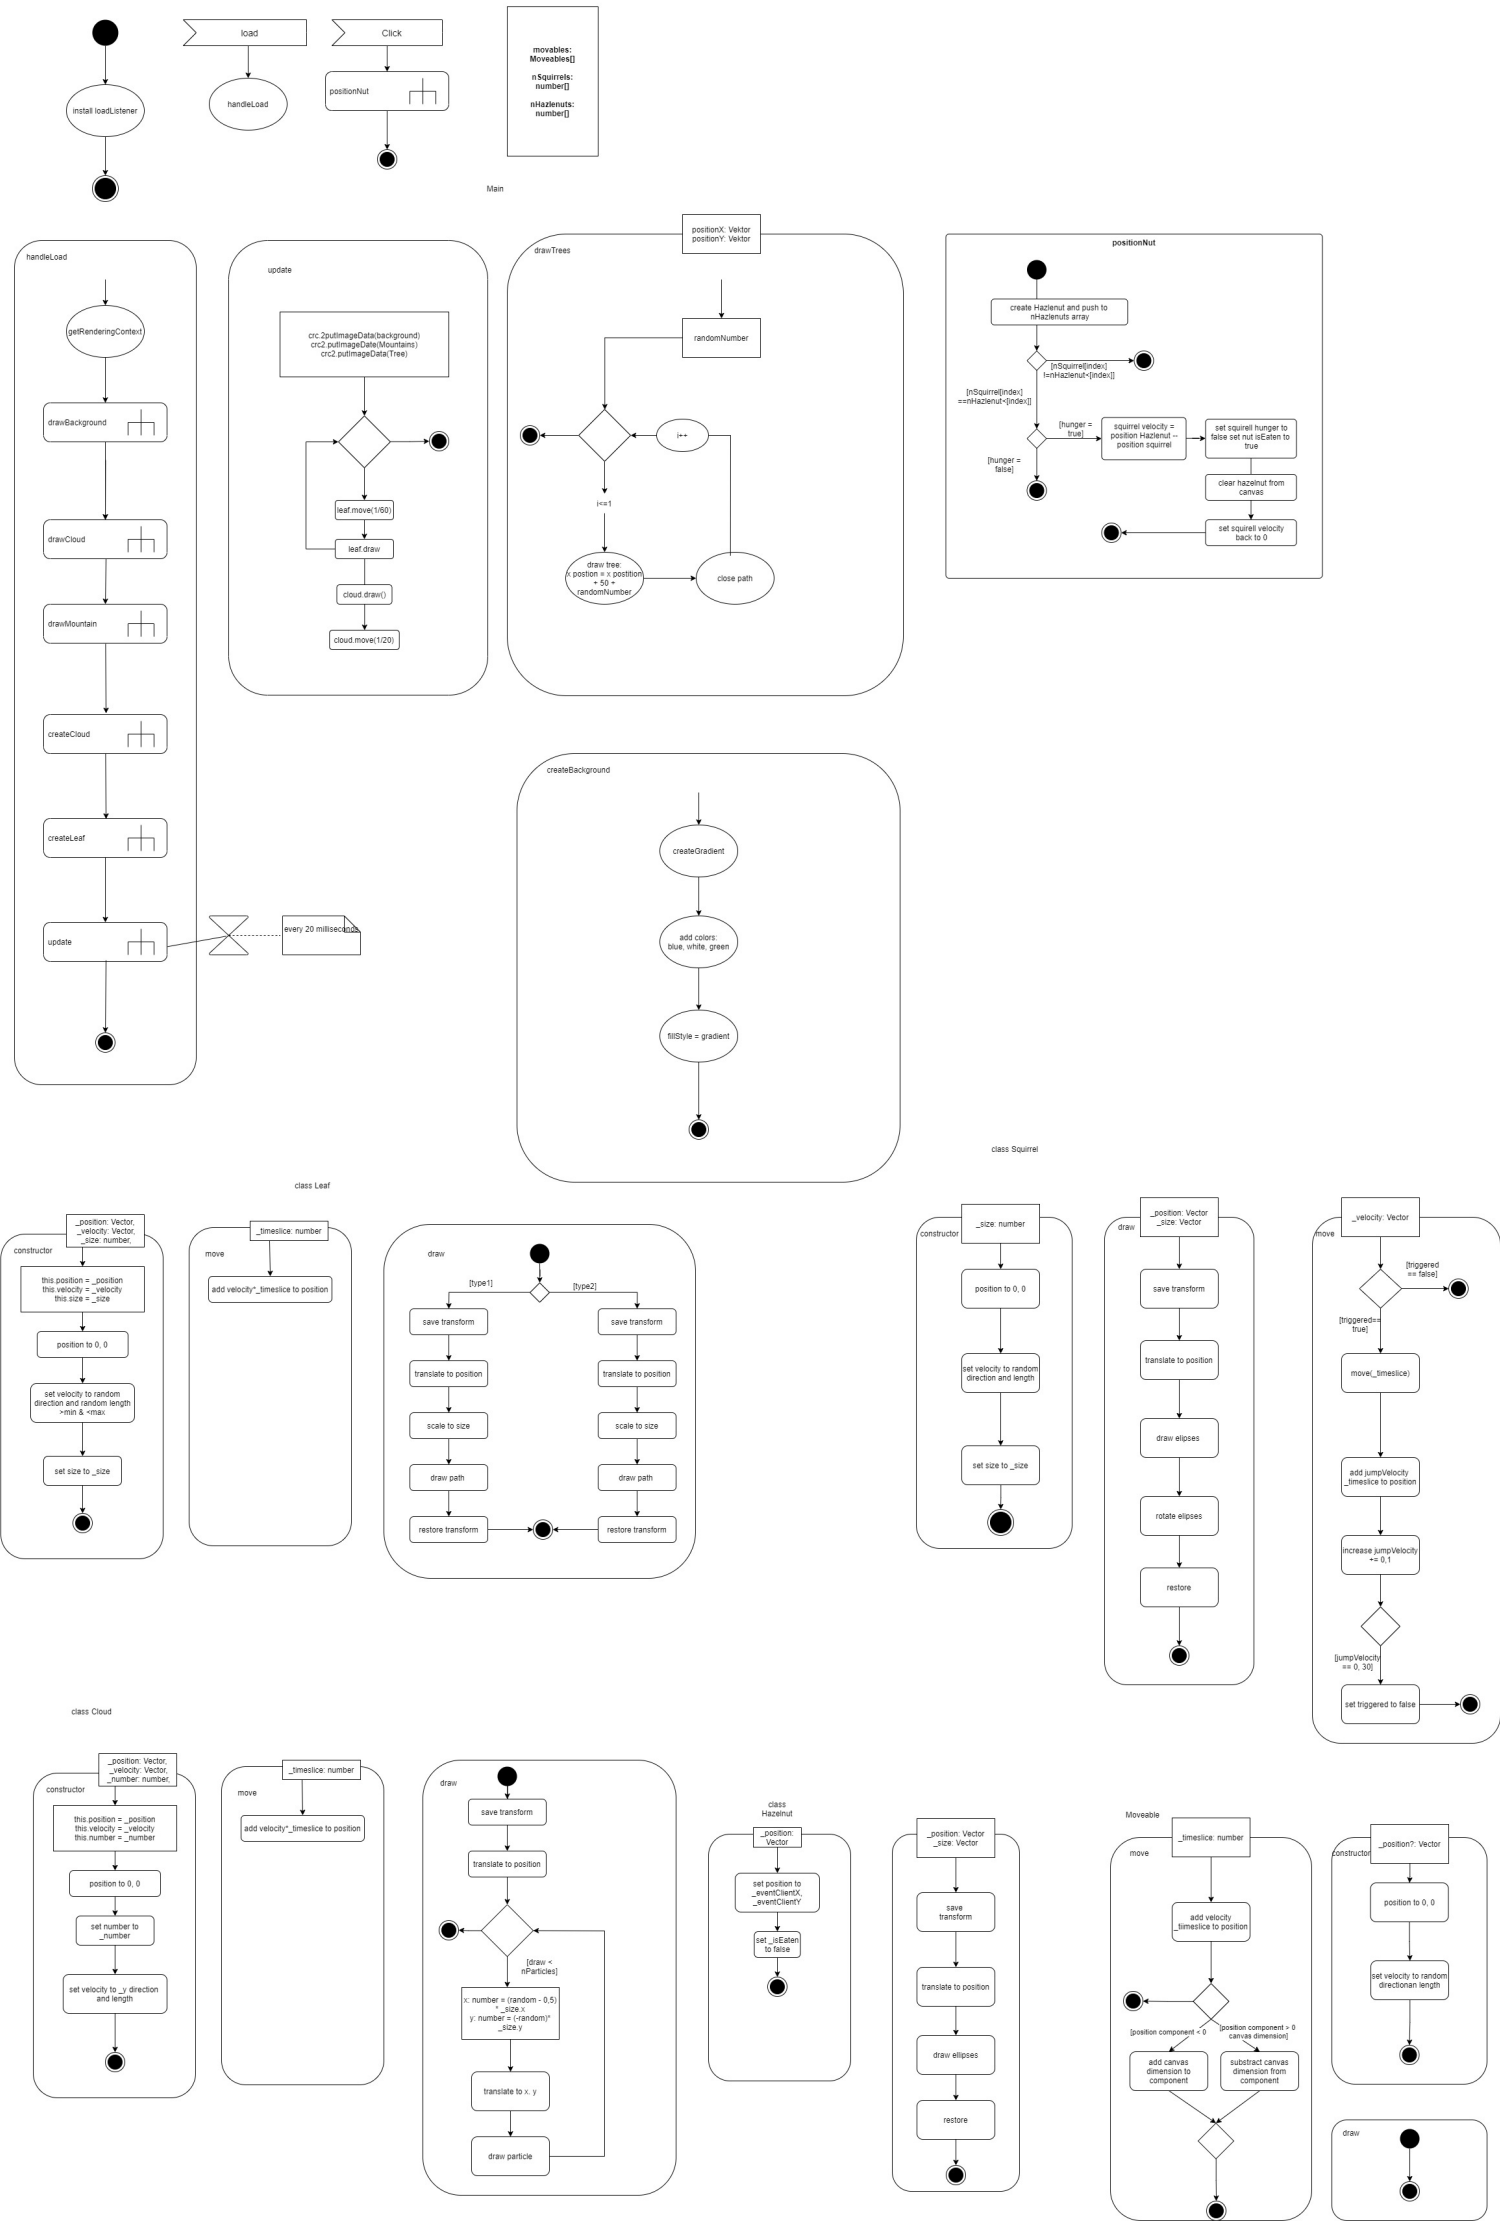 load
Click
install loadListener
handleLoad
positionNut
movables:
Moveables[]
nSquirrels:
number[]
nHazlenuts:
number[]
Main
handleLoad
getRenderingContext
drawBackground
drawCloud
drawMountain
createCloud
createLeaf
update
every 20 milliseconds
update
crc.2putImageData(background)
crc2.putImageDate(Mountains)
crc2.putImageData(Tree)
leaf.move(1/60)
leaf.draw
cloud.draw()
cloud.move(1/20)
positionX: Vektor
positionY: Vektor
drawTrees
randomNumber
i++
i<=1
draw tree:
x postion = x postition
+ 50 +
randomNumber
close path
positionNut
create Hazlenut and push to
nHazlenuts array
[nSquirrel[index]
!=nHazlenut<[index]]
[nSquirrel[index]
==nHazlenut<[index]]
[hunger =
true]
squirrel velocity =
position Hazlenut --
position squirrel
set squirell hunger to
false set nut isEaten to
true
[hunger =
false]
clear hazelnut from
canvas
set squirell velocity
back to 0
createBackground
createGradient
add colors:
blue, white, green
fillStyle = gradient
class Leaf
_position: Vector,
_velocity: Vector,
_size: number,
constructor
this.position = _position
this.velocity = _velocity
this.size = _size
position to 0, 0
set velocity to random
direction and random length
>min & <max
set size to _size
_timeslice: number
move
add velocity*_timeslice to position
draw
[type1]
[type2]
save transform
save transform
translate to position
translate to position
scale to size
scale to size
draw path
draw path
restore transform
restore transform
class Squirrel
_size: number
constructor
position to 0, 0
set velocity to random
direction and length
set size to _size
_position: Vector
_size: Vector
draw
save transform
translate to position
draw elipses
rotate elipses
restore
_velocity: Vector
move
[triggered
== false]
[triggered==
true]
move(_timeslice)
add jumpVelocity
_timeslice to position
increase jumpVelocity
+= 0,1
[jumpVelocity
== 0, 30]
set triggered to false
class Cloud
_position: Vector,
_velocity: Vector,
_number: number,
constructor
this.position = _position
this.velocity = _velocity
this.number = _number
position to 0, 0
set number to
_number
set velocity to _y direction
and length
_timeslice: number
move
add velocity*_timeslice to position
draw
save transform
translate to position
[draw <
nParticles]
x: number = (random - 0,5)
* _size.x
y: number = (-random)*
_size.y
translate to x. y
draw particle
class
Hazelnut
_position:
Vector
set position to
_eventClientX,
_eventClientY
set _isEaten
to false
_position: Vector
_size: Vector
save
transform
translate to position
draw ellipses
restore
Moveable
_timeslice: number
move
add velocity
_tiimeslice to position
[position component < 0
[position component > 0
canvas dimension]
add canvas
dimension to
component
substract canvas
dimension from
component
_position?: Vector
constructor
position to 0, 0
set velocity to random
directionan length
draw